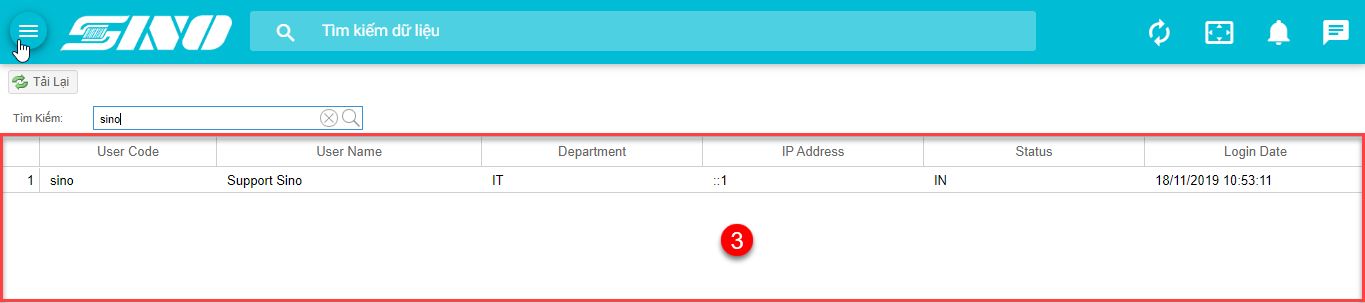 SINO Tìm kiếm dữ liệu
Tải Lại
Tìm Kiếm: sino
User Code User Name Department IP Address Status Login Date
1 sino Support Sino IT ::1 IN 18/11/2019 10:53:11
3